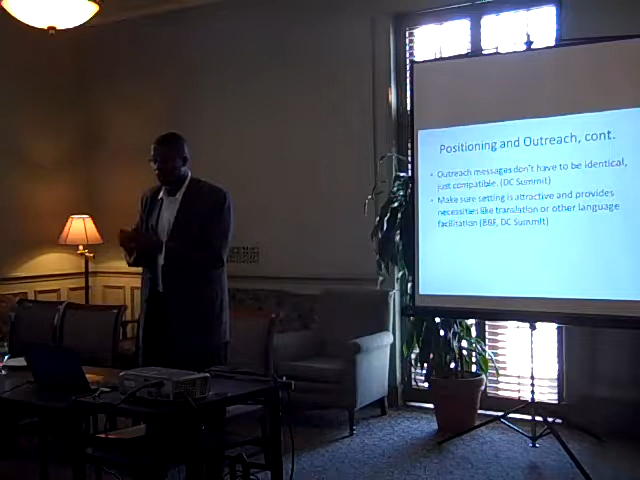 Positioning and Outreach, cont.
• Outreach messages don't have to be identical,
just compatible. (DC Summit)
• Make sure setting is attractive and provides
necessities like translation or other language
facilitation (BBF, DC Summit)